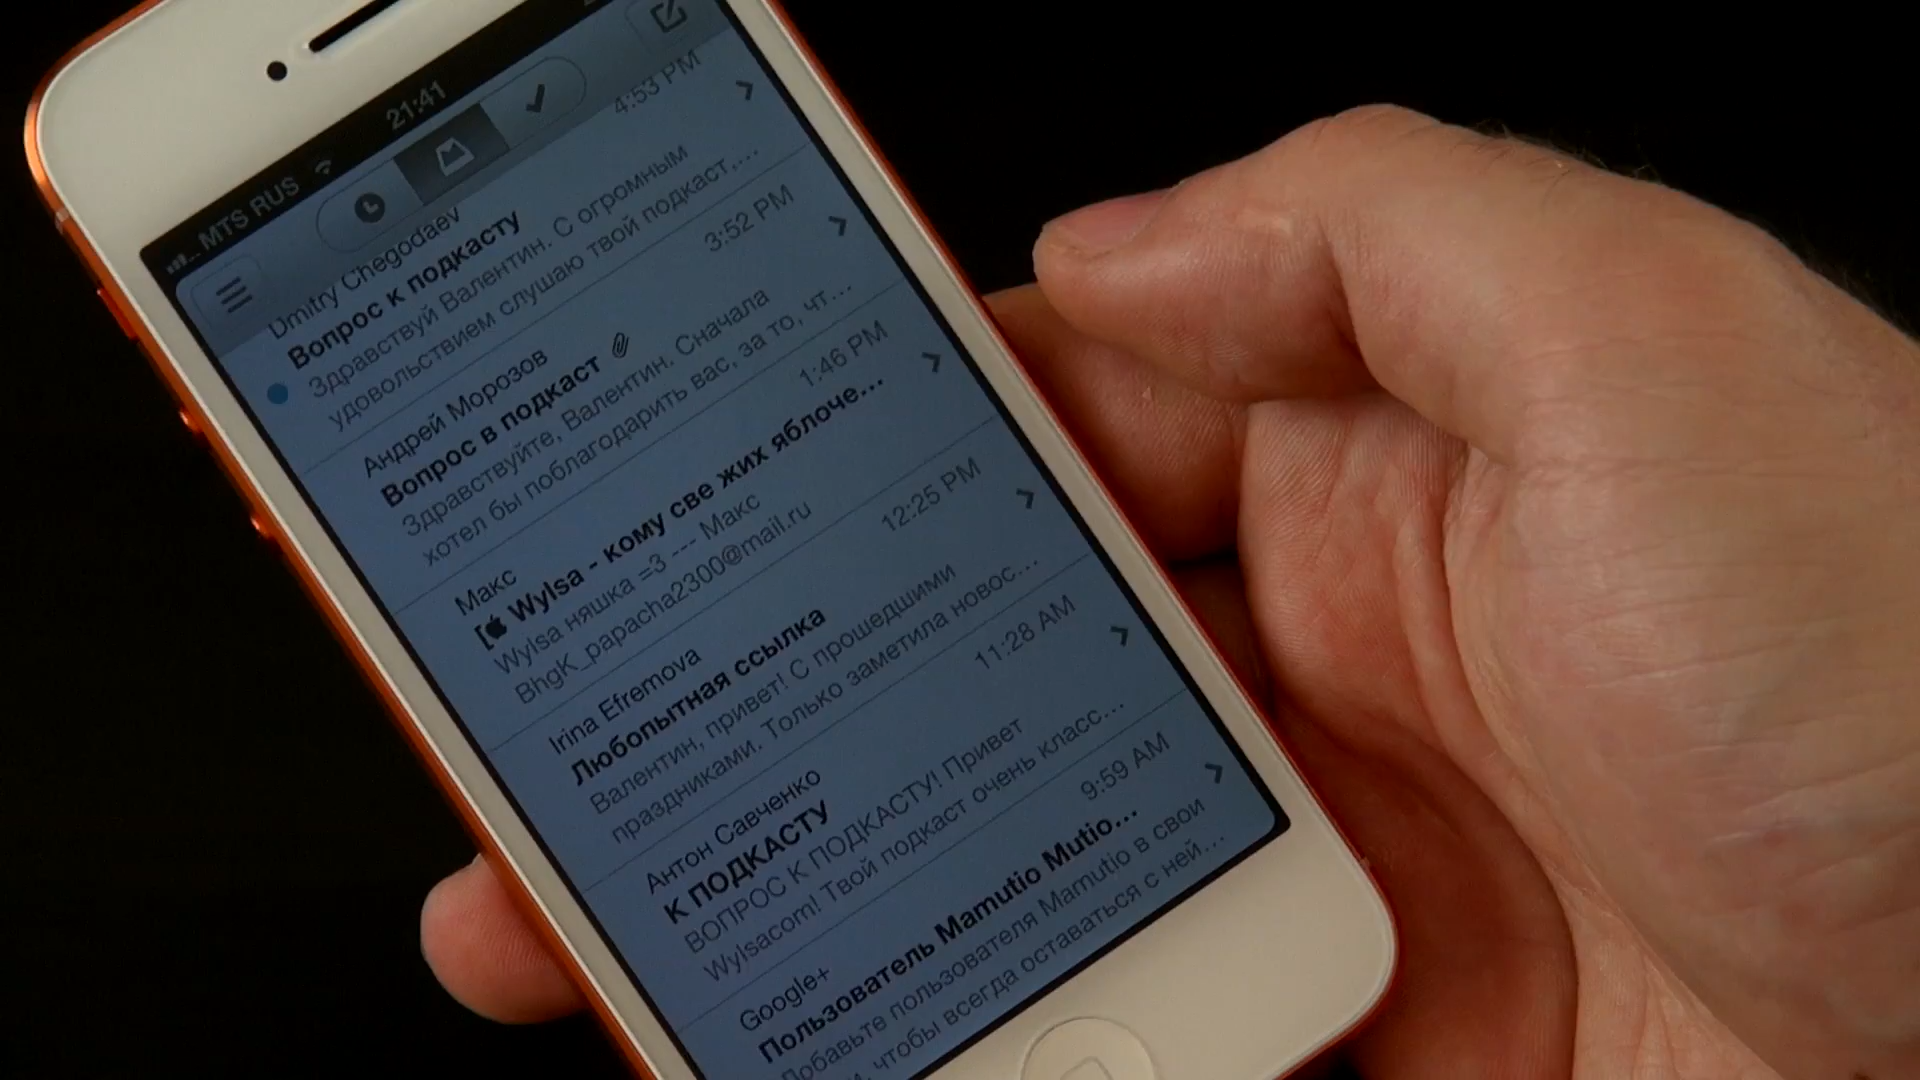 MTS RUS
21:41
4:53 PM
Dmitry Chegodaev
Вопрос к подкасту
Здравствуй Валентин. С огромным
удовольствием слушаю твой подкаст,...
3:52 PM
Андрей Морозов
Вопрос в подкаст
Здравствуйте, Валентин. Сначала
хотел бы поблагодарить вас, за то, чт...
1:46 PM
Макс
[ Wylsa - кому све жих яблоче...
Wylsa няшка =3 ---- Макс
BhgK_papacha2300@mail.ru
12:25 PM
Irina Efremova
Любопытная ссылка
Валентин, привет! С прошедшими
праздниками. Только заметила новос...
11:28 AM
Антон Савченко
К ПОДКАСТУ
ВОПРОС К ПОДКАСТУ! Привет
Wylsacom! Твой подкаст очень класс...
9:59 AM
Google+
Пользователь Mamutio Mutio...
Добавьте пользователя Mamutio в свои
чтобы всегда оставаться с ней...